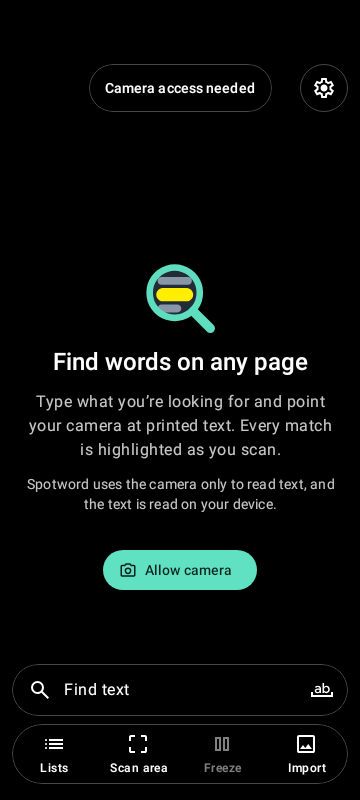 Camera access needed
Find words on any page
Type what you’re looking for and point
your camera at printed text. Every match
is highlighted as you scan.
Spotword uses the camera only to read text, and
the text is read on your device.
Allow camera
Find text
ab
Lists
Scan area
Freeze
Import